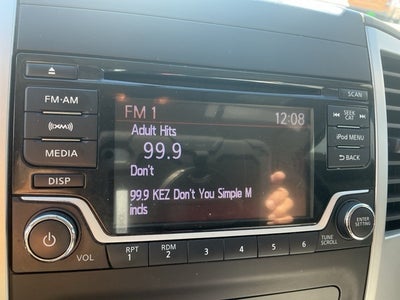 SCAN
FM·AM
FM 1
12:08
SEEK
CAT
Adult Hits
(XM)
99.9
iPod MENU
MEDIA
Don't
BACK
DISP
99.9 KEZ Don't You Simple M
inds
ENTER
SETTING
VOL
RPT
1
RDM
2
3
4
5
6
TUNE
SCROLL